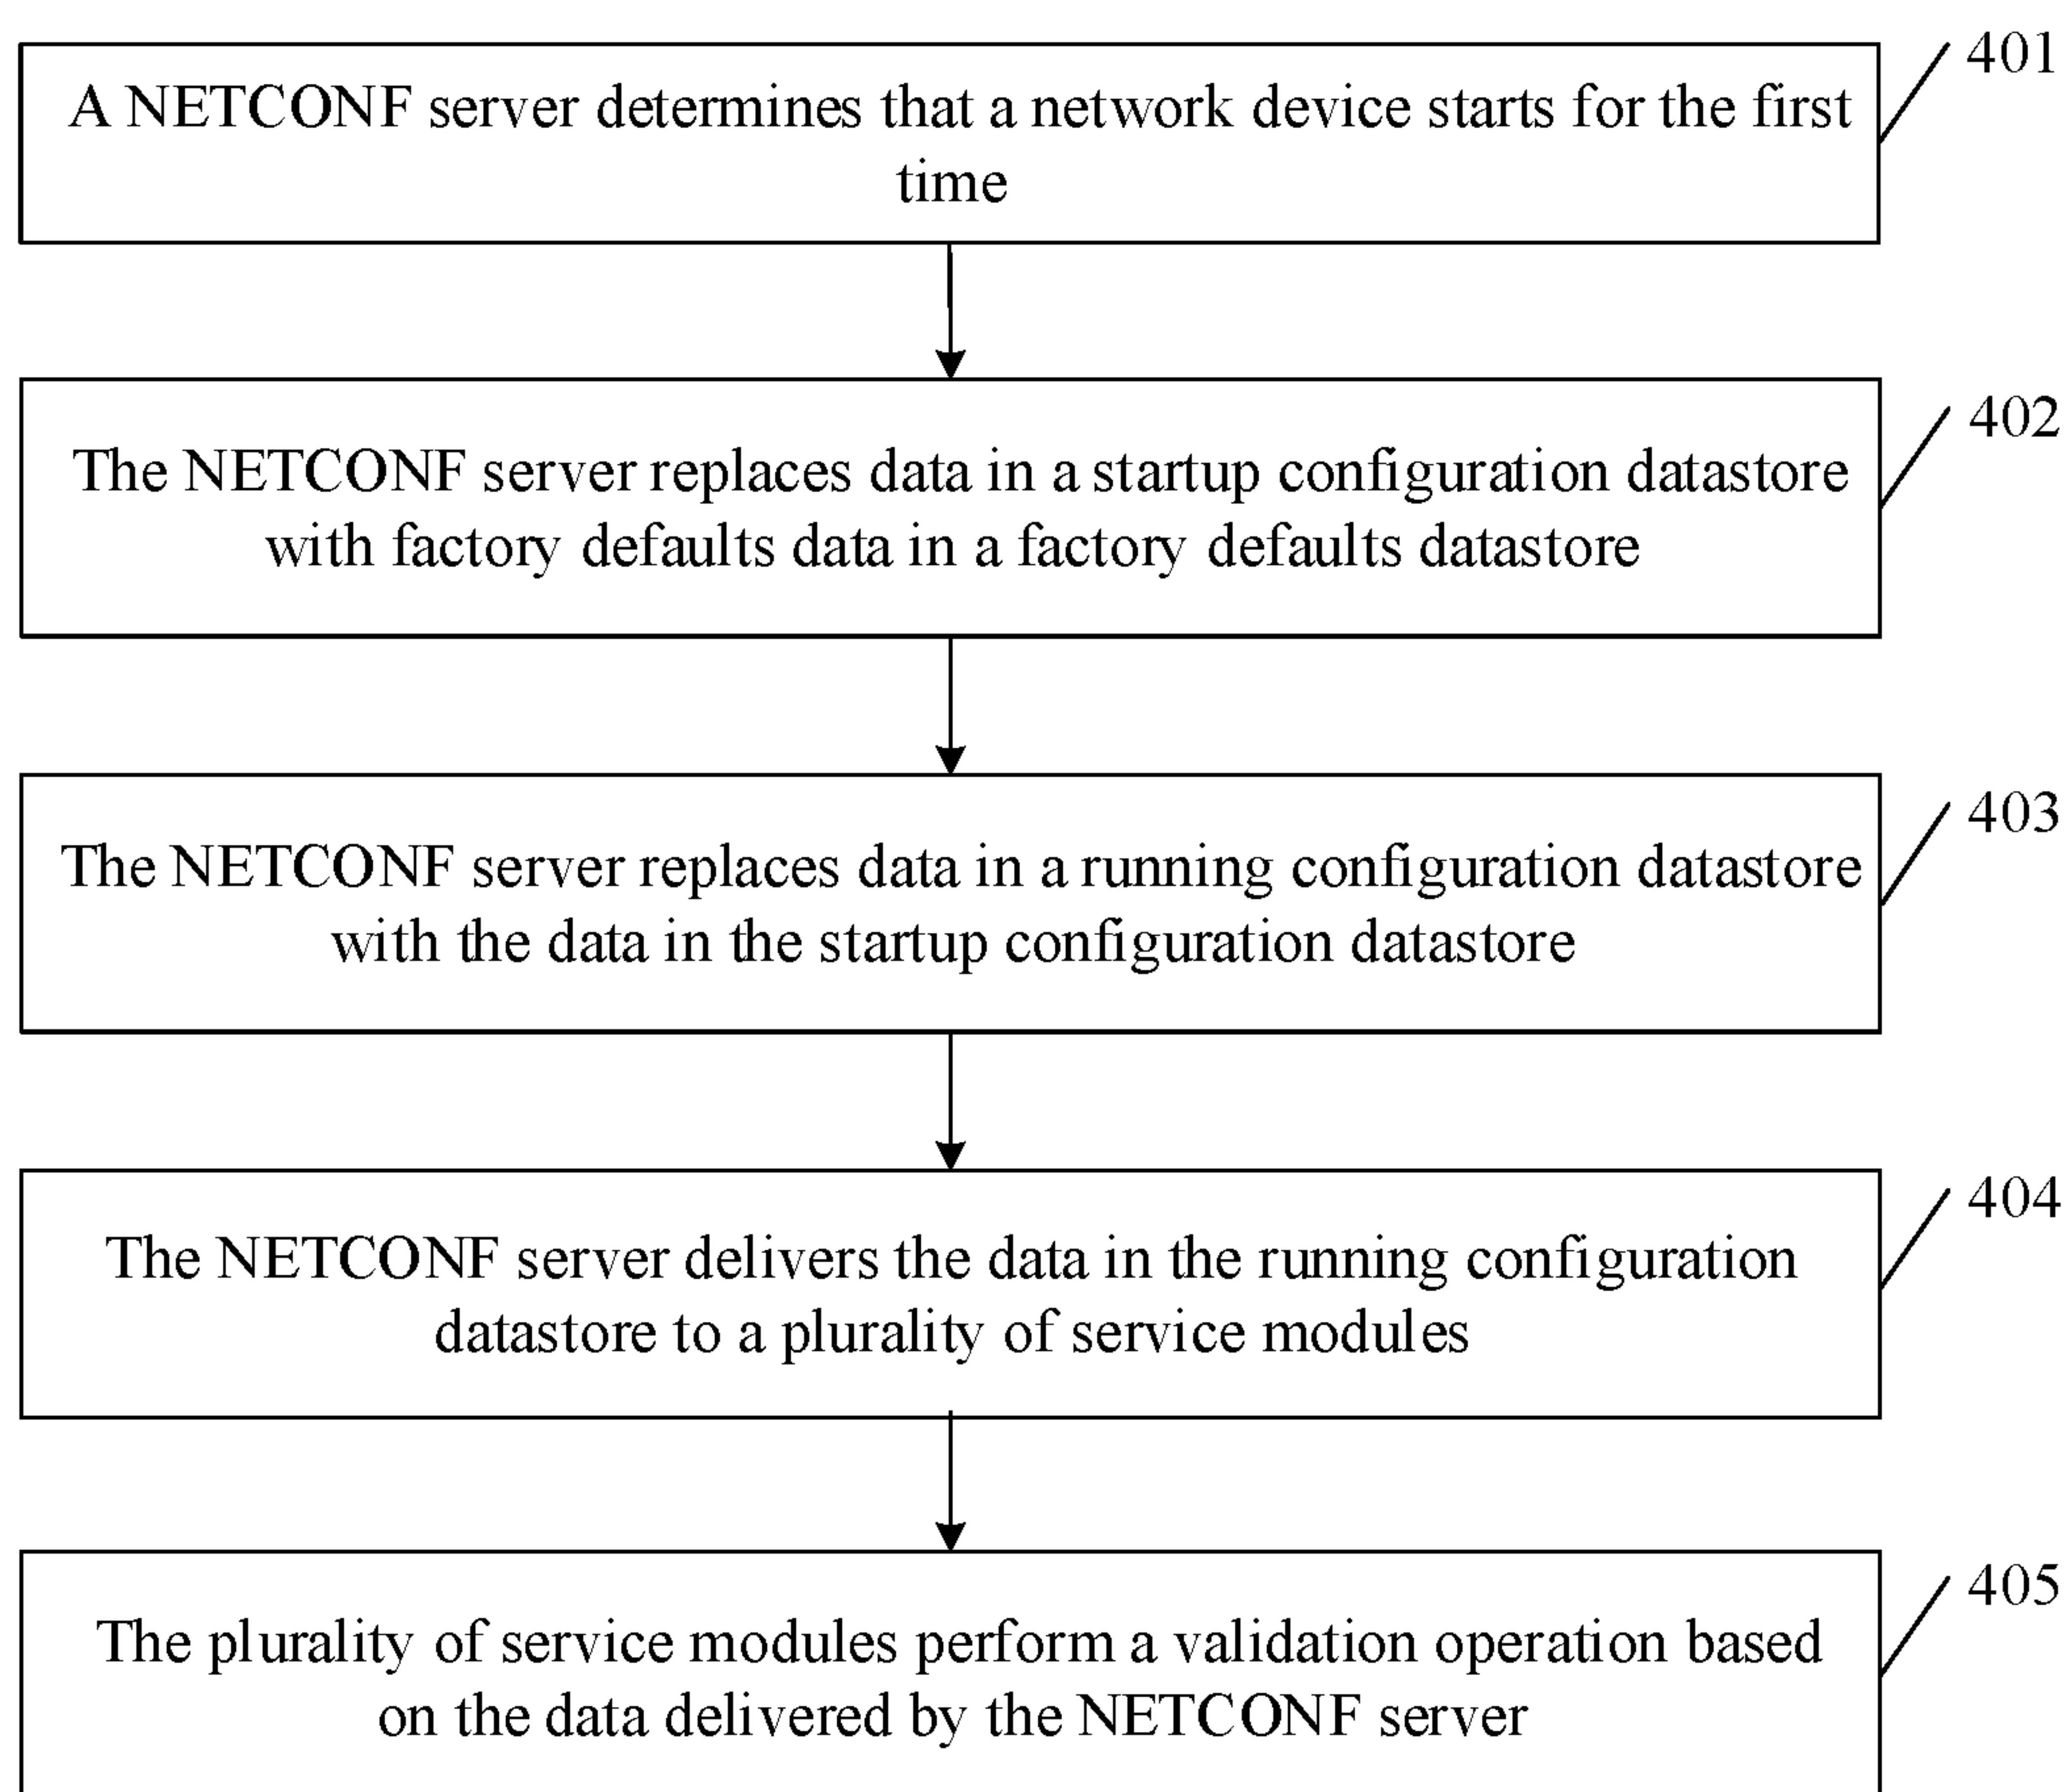 401
A NETCONF server determines that a network device starts for the first
time
402
The NETCONF server replaces data in a startup configuration datastore
with factory defaults data in a factory defaults datastore
403
The NETCONF server replaces data in a running configuration datastore
with the data in the startup configuration datastore
404
The NETCONF server delivers the data in the running configuration
datastore to a plurality of service modules
405
The plurality of service modules perform a validation operation based
on the data delivered by the NETCONF server